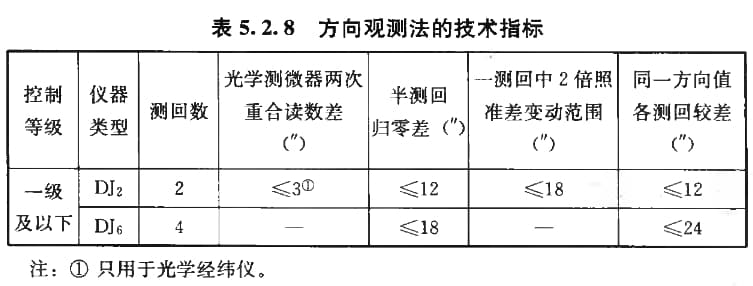 表 5.2.8 方向观测法的技术指标
控制等级 仪器类型 测回数 光学测微器两次重合读数差(″) 半测回归零差(″) 一测回中2倍照准差变动范围(″) 同一方向值各测回较差(″)
一级及以下 DJ₂ 2 ≤3① ≤12 ≤18 ≤12
DJ₆ 4 — ≤18 — ≤24
注：① 只用于光学经纬仪。